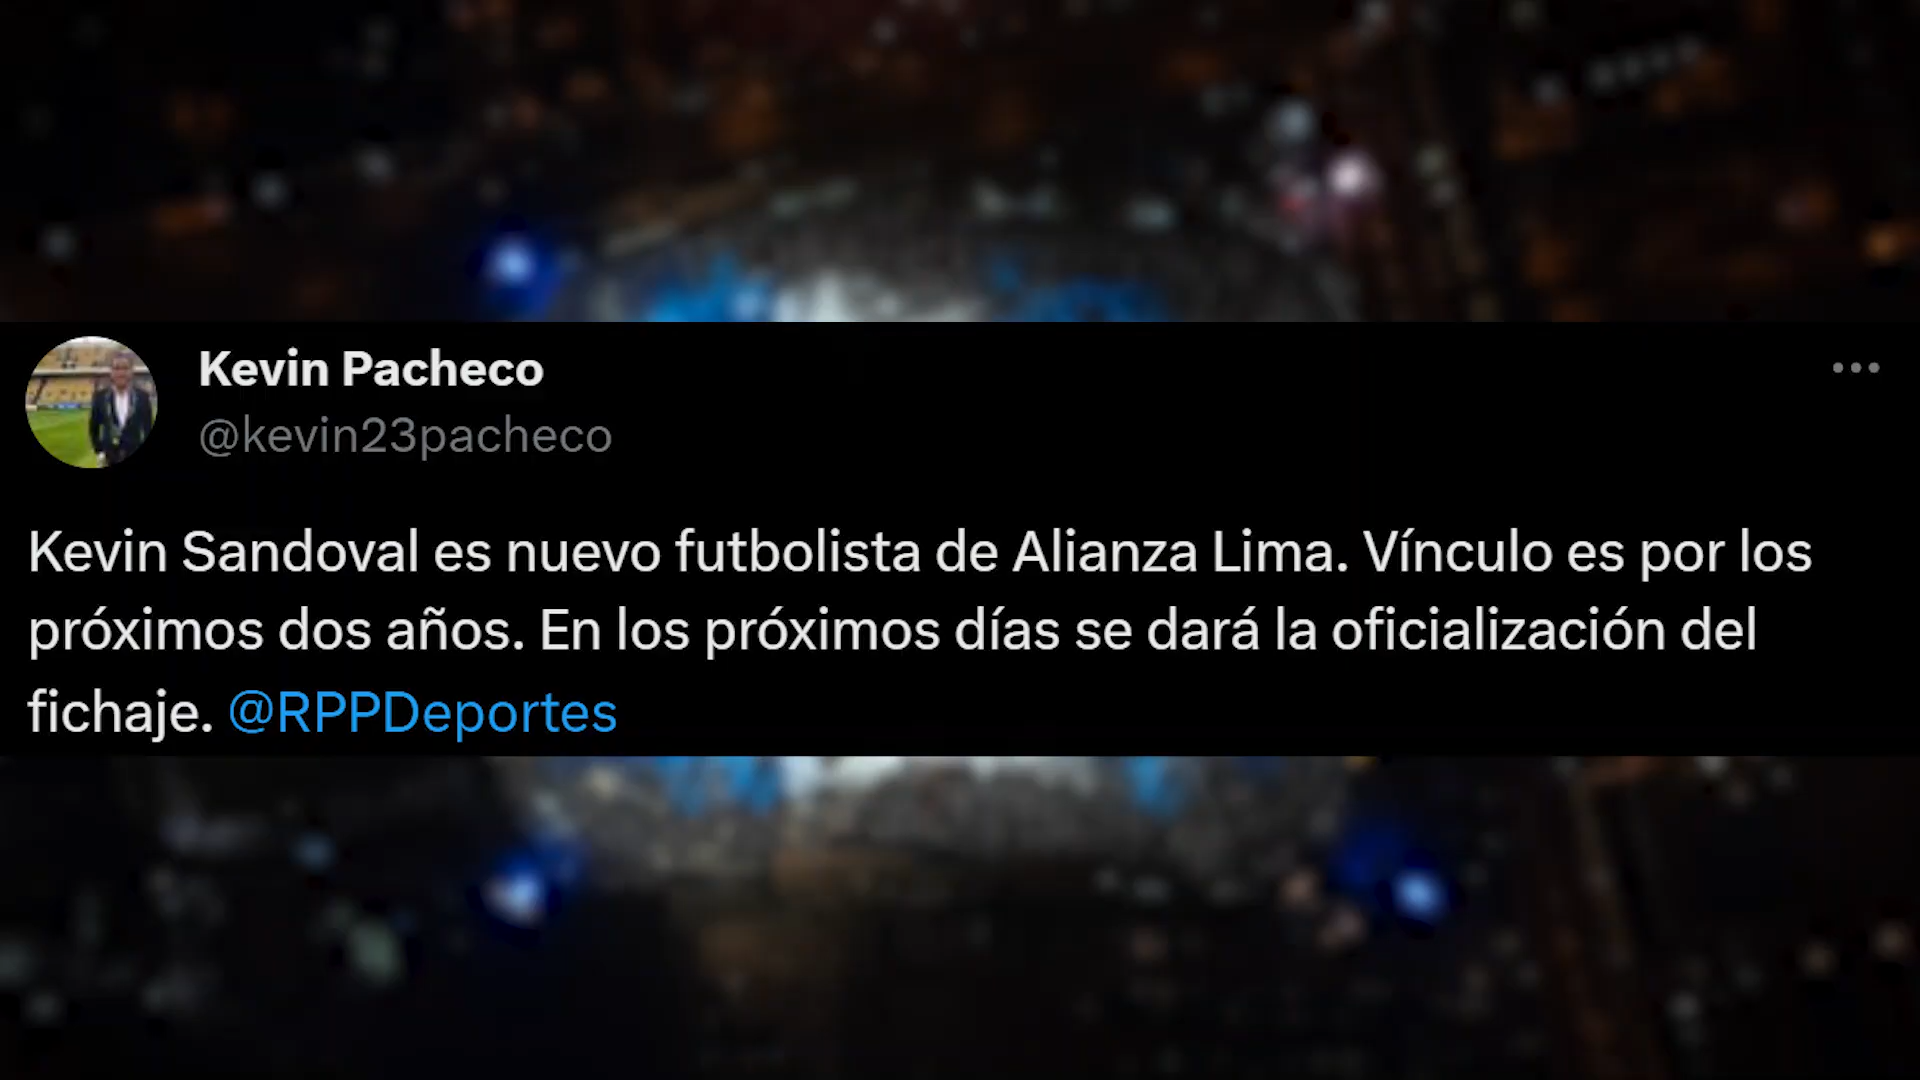 Kevin Pacheco
@kevin23pacheco
Kevin Sandoval es nuevo futbolista de Alianza Lima. Vínculo es por los
próximos dos años. En los próximos días se dará la oficialización del
fichaje. @RPPDeportes